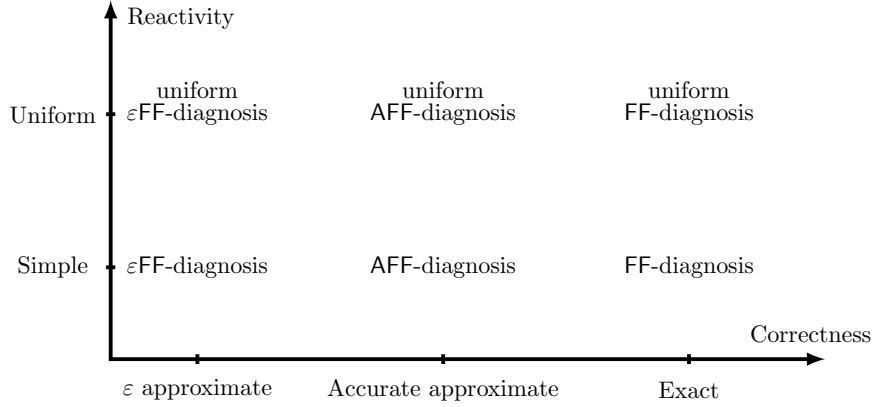 Reactivity
uniform uniform uniform
Uniform εFF-diagnosis AFF-diagnosis FF-diagnosis
Simple εFF-diagnosis AFF-diagnosis FF-diagnosis
Correctness
ε approximate Accurate approximate Exact